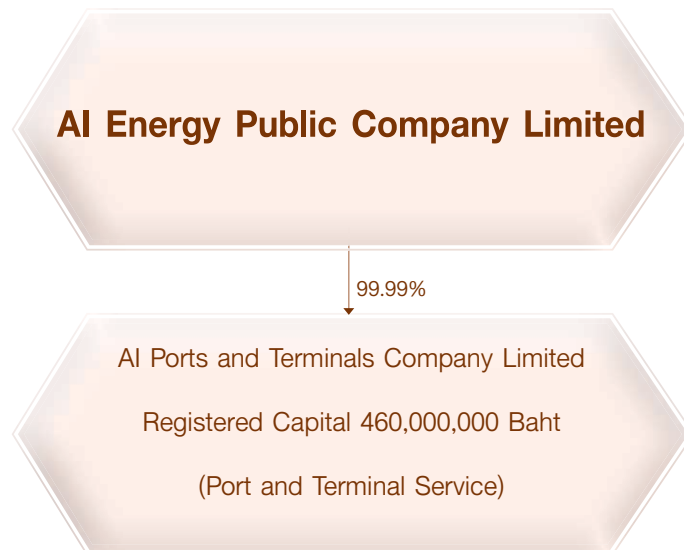 AI Energy Public Company Limited
99.99%
AI Ports and Terminals Company Limited
Registered Capital 460,000,000 Baht
(Port and Terminal Service)